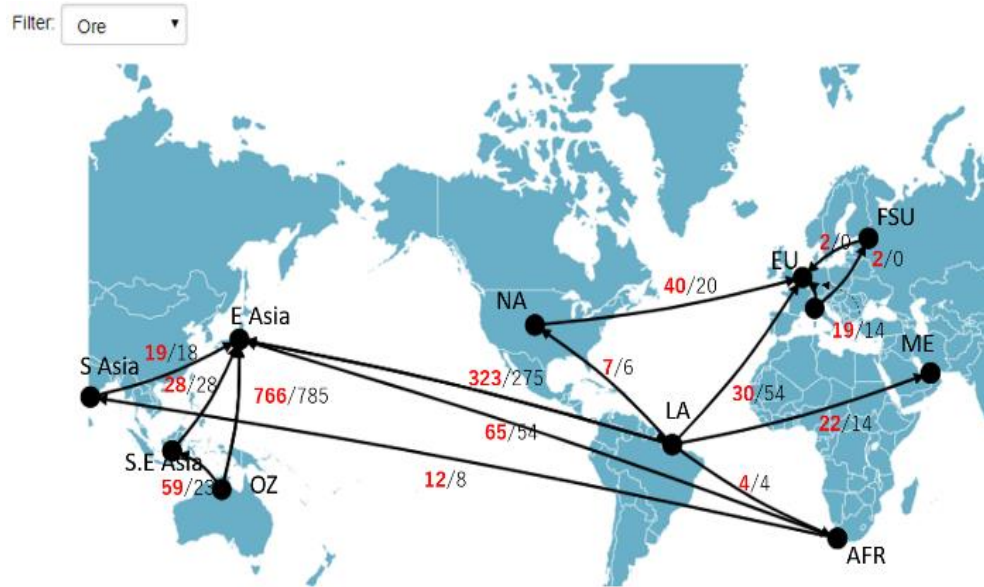 Filter: Ore
FSU
2/0
EU
2/0
40/20
NA
19/14
E Asia
ME
19/18
S Asia
28/28
323/275
7/6
766/785
30/54
LA
22/14
65/54
S.E Asia
12/8
4/4
59/23
OZ
AFR